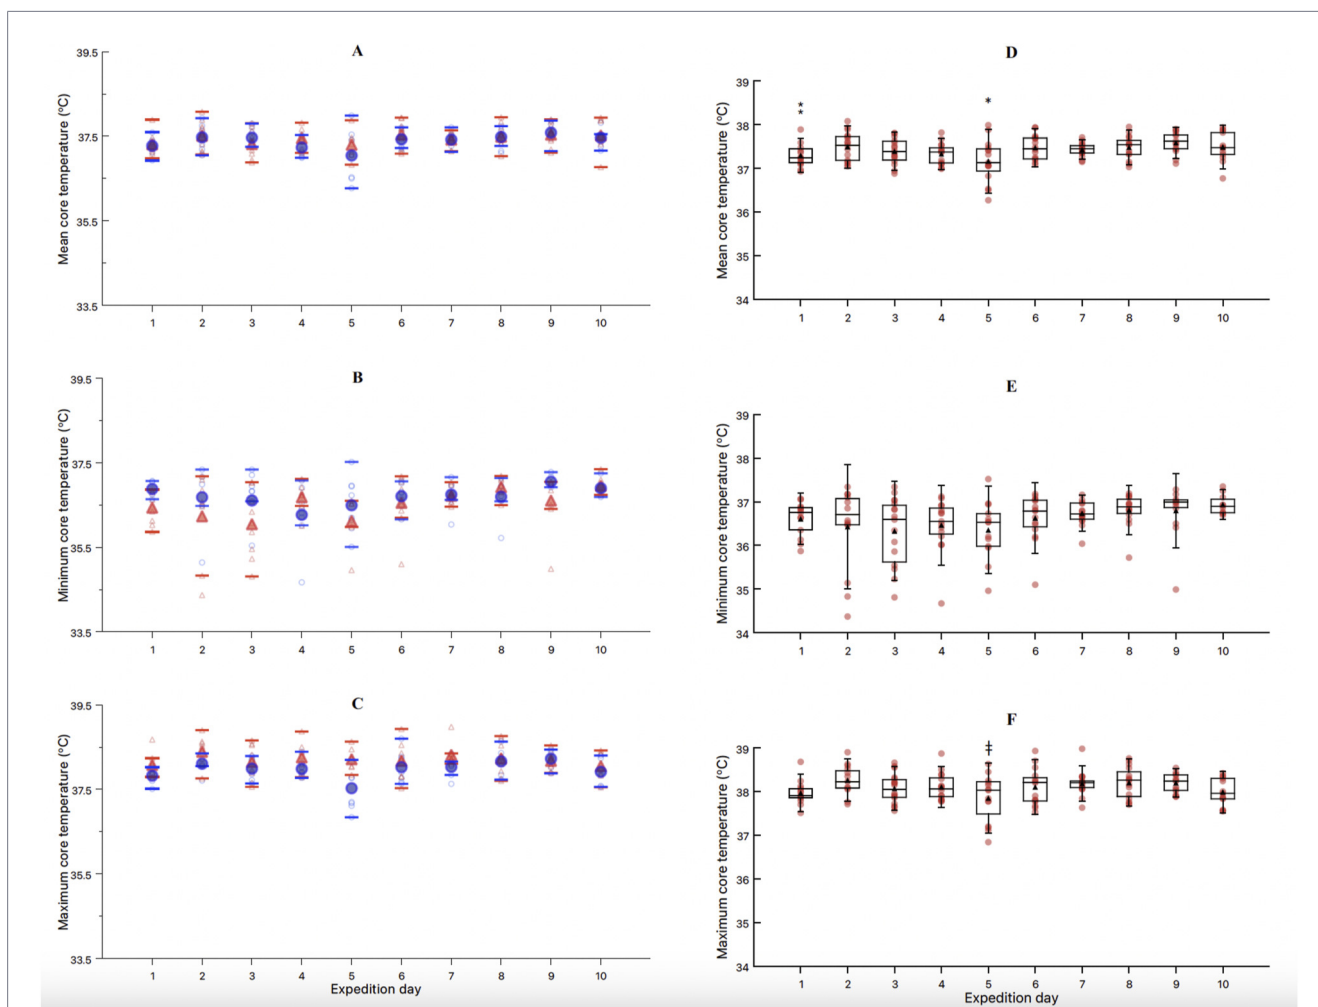 A
Mean core temperature (°C)
39.5
37.5
35.5
33.5
1 2 3 4 5 6 7 8 9 10
B
Minimum core temperature (°C)
39.5
37.5
35.5
33.5
1 2 3 4 5 6 7 8 9 10
C
Maximum core temperature (°C)
39.5
37.5
35.5
33.5
1 2 3 4 5 6 7 8 9 10
Expedition day
D
Mean core temperature (°C)
39
38
37
36
35
34
*
*
*
1 2 3 4 5 6 7 8 9 10
E
Minimum core temperature (°C)
39
38
37
36
35
34
1 2 3 4 5 6 7 8 9 10
F
Maximum core temperature (°C)
39
38
37
36
35
34
‡
1 2 3 4 5 6 7 8 9 10
Expedition day